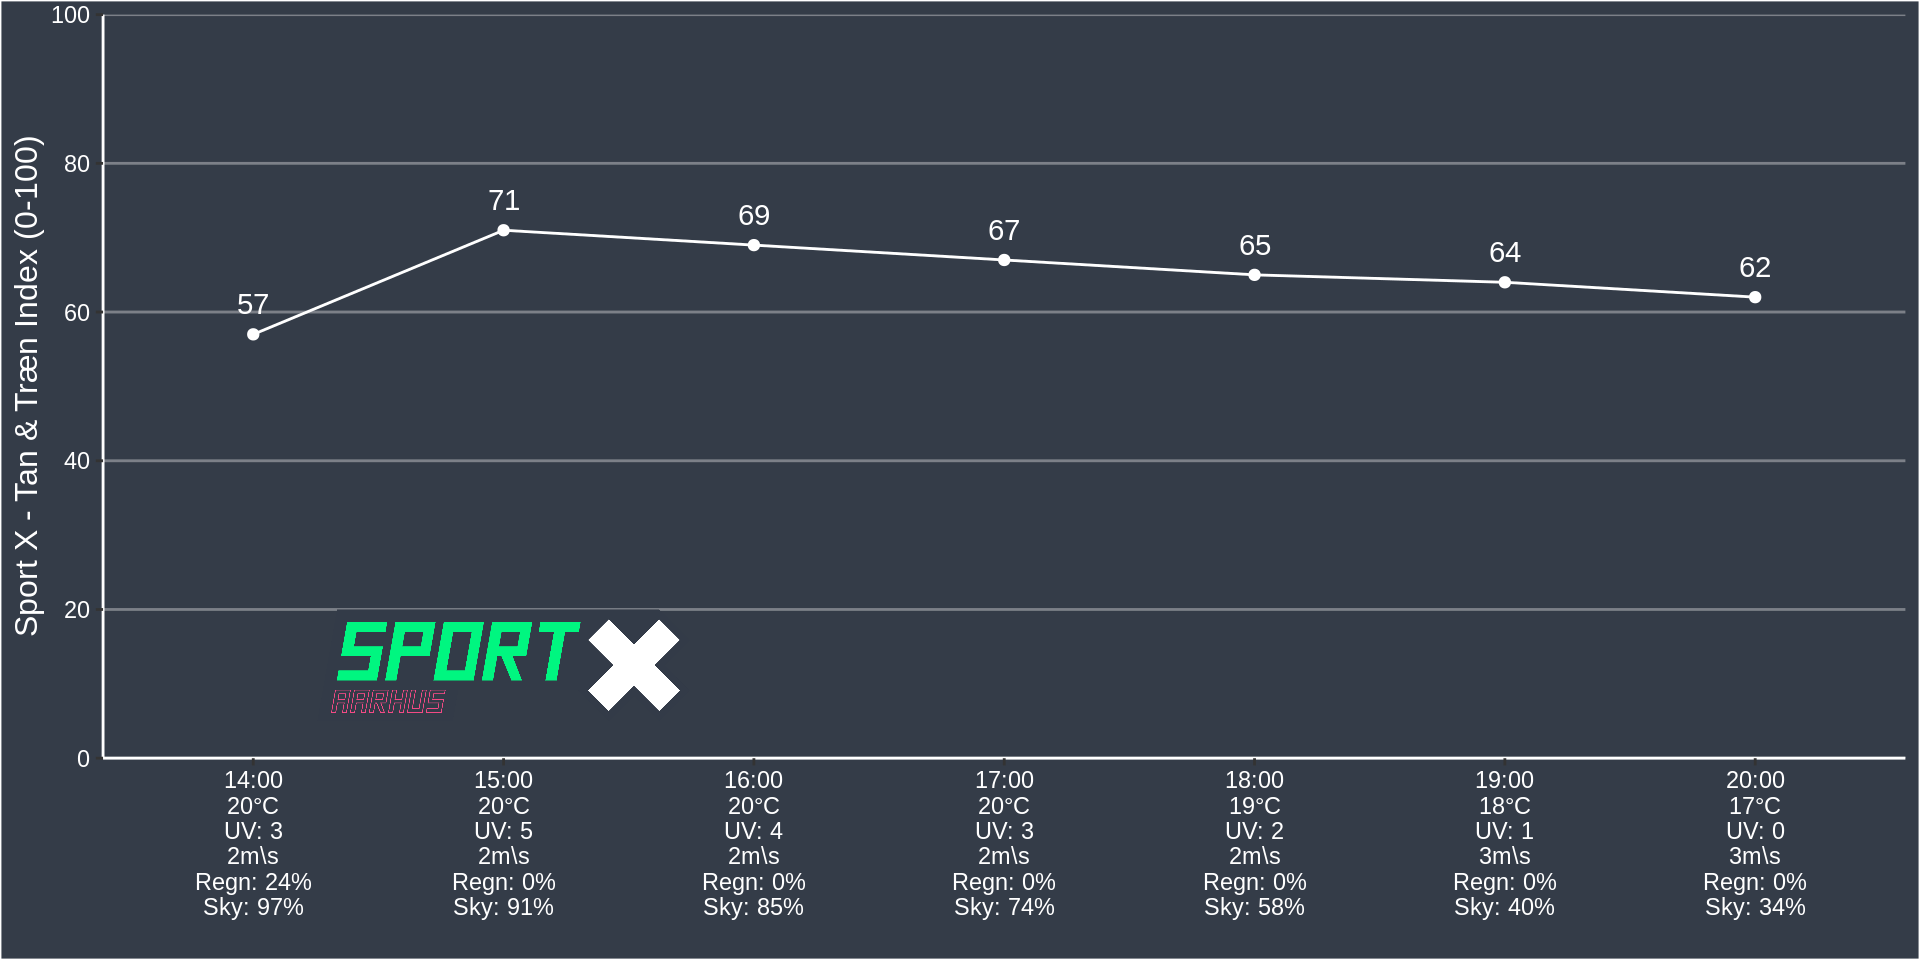 Sport X - Tan & Træn Index (0-100)
100
80
60
40
20
0
57
71
69
67
65
64
62
SPORT X
AARHUS
14:00 15:00 16:00 17:00 18:00 19:00 20:00
20°C 20°C 20°C 20°C 19°C 18°C 17°C
UV: 3 UV: 5 UV: 4 UV: 3 UV: 2 UV: 1 UV: 0
2m\s 2m\s 2m\s 2m\s 2m\s 3m\s 3m\s
Regn: 24% Regn: 0% Regn: 0% Regn: 0% Regn: 0% Regn: 0% Regn: 0%
Sky: 97% Sky: 91% Sky: 85% Sky: 74% Sky: 58% Sky: 40% Sky: 34%